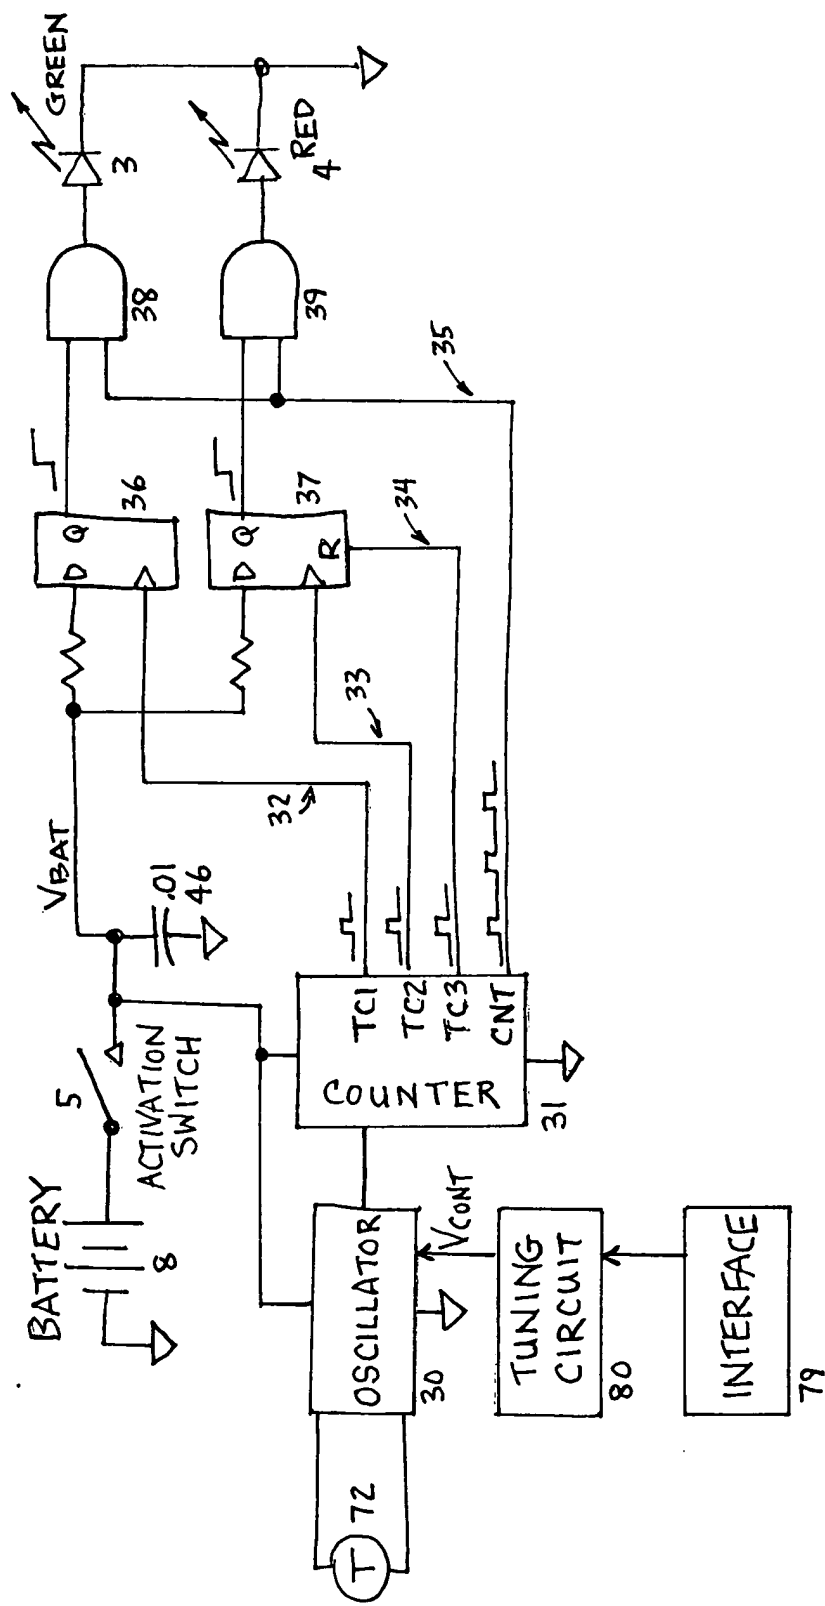 BATTERY
8
5
ACTIVATION
SWITCH
VBAT
.01
46
D Q
36
38
3
GREEN
D Q
R
37
39
4
RED
T
72
OSCILLATOR
30
COUNTER
31
TC1
TC2
TC3
CNT
32
33
34
35
VCONT
TUNING
CIRCUIT
80
INTERFACE
79